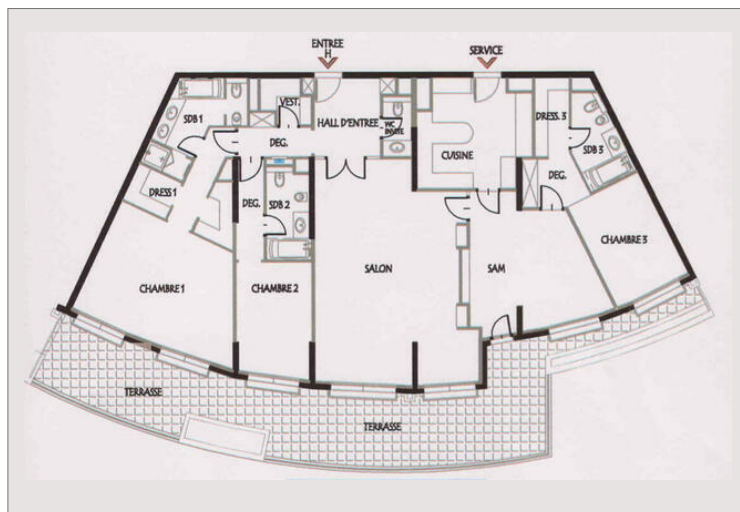 ENTREE
H
SERVICE
SDB 1
VEST.
HALL D'ENTREE
WC
INVITE
DRESS. 3
SDB 3
DEG.
CUISINE
DEG.
DRESS 1
DEG.
SDB 2
CHAMBRE 3
SALON
SAM
CHAMBRE 1
CHAMBRE 2
TERRASSE
TERRASSE